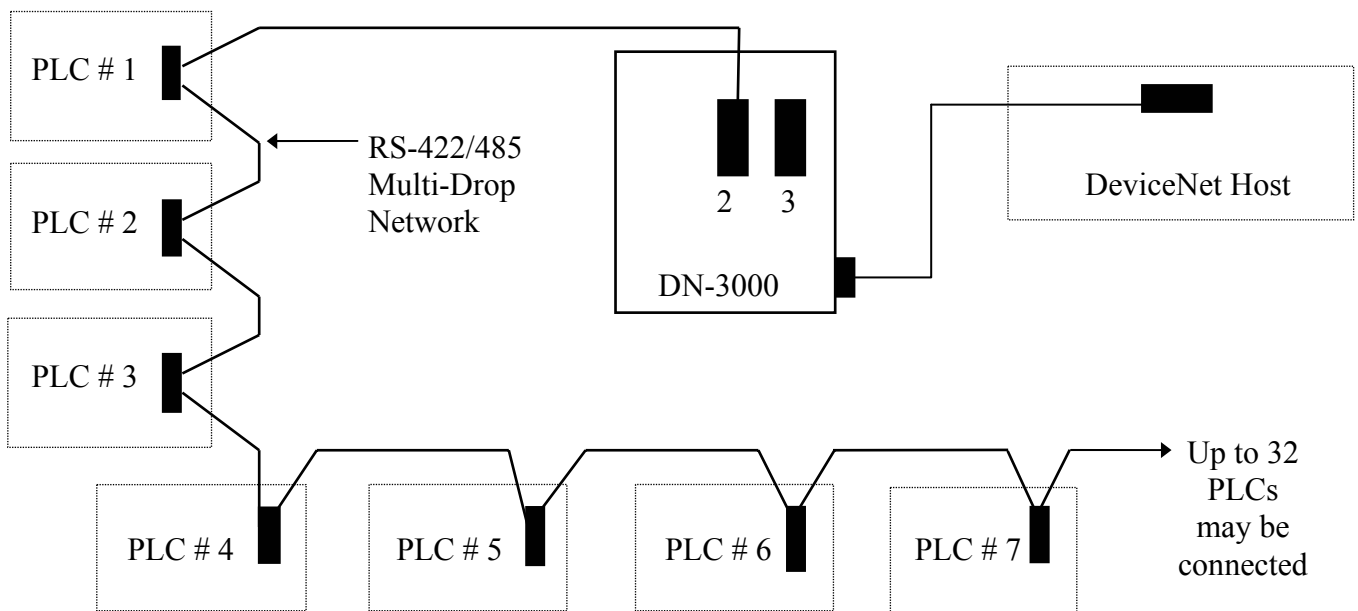 PLC # 1
RS-422/485
Multi-Drop
Network
2
3
DN-3000
DeviceNet Host
PLC # 2
PLC # 3
PLC # 4
PLC # 5
PLC # 6
PLC # 7
Up to 32
PLCs
may be
connected